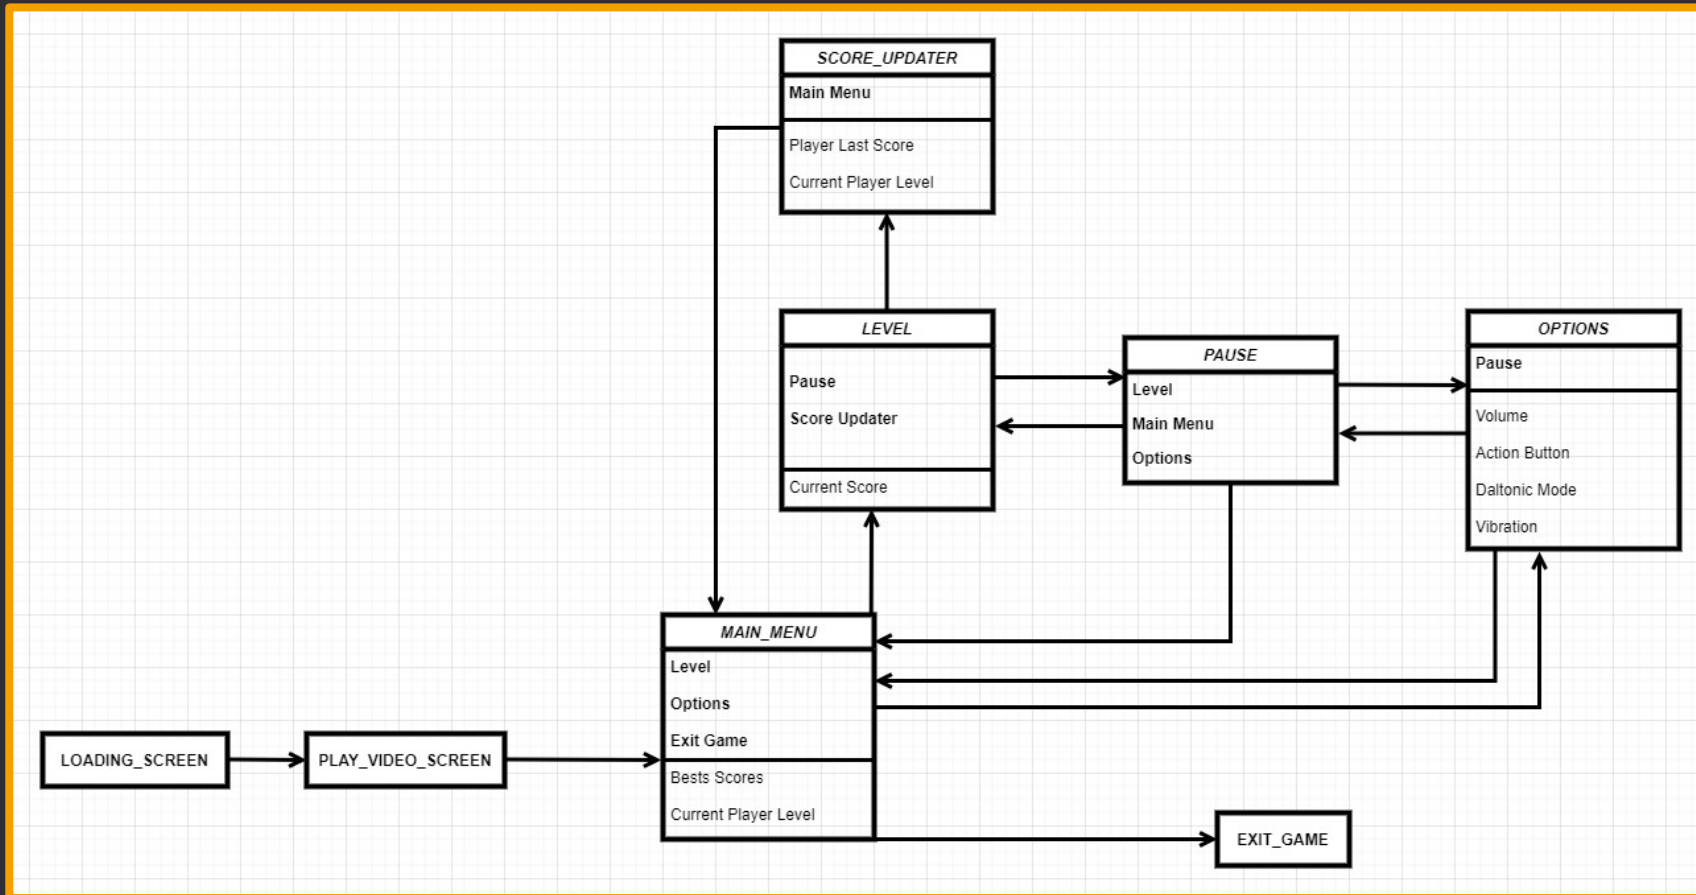 SCORE_UPDATER
Main Menu
Player Last Score
Current Player Level
LEVEL
Pause
Score Updater
Current Score
PAUSE
Level
Main Menu
Options
OPTIONS
Pause
Volume
Action Button
Daltonic Mode
Vibration
MAIN_MENU
Level
Options
Exit Game
Bests Scores
Current Player Level
LOADING_SCREEN
PLAY_VIDEO_SCREEN
EXIT_GAME